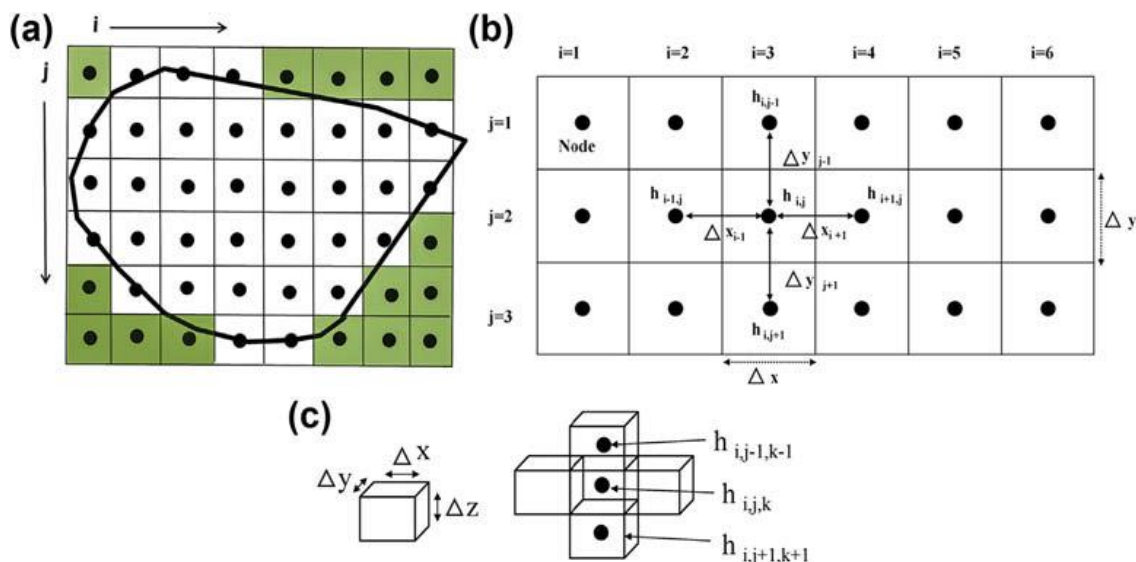 (a)
i
j
(b)
i=1 i=2 i=3 i=4 i=5 i=6
j=1
j=2
j=3
h i,j-1
Node
Δ y j-1
h i-1,j
h i,j
h i+1,j
Δ x i-1
Δ x i+1
Δ y
Δ y j+1
h i,j+1
Δ x
(c)
Δ x
Δ y
Δ z
h i,j-1,k-1
h i,j,k
h i,j+1,k+1